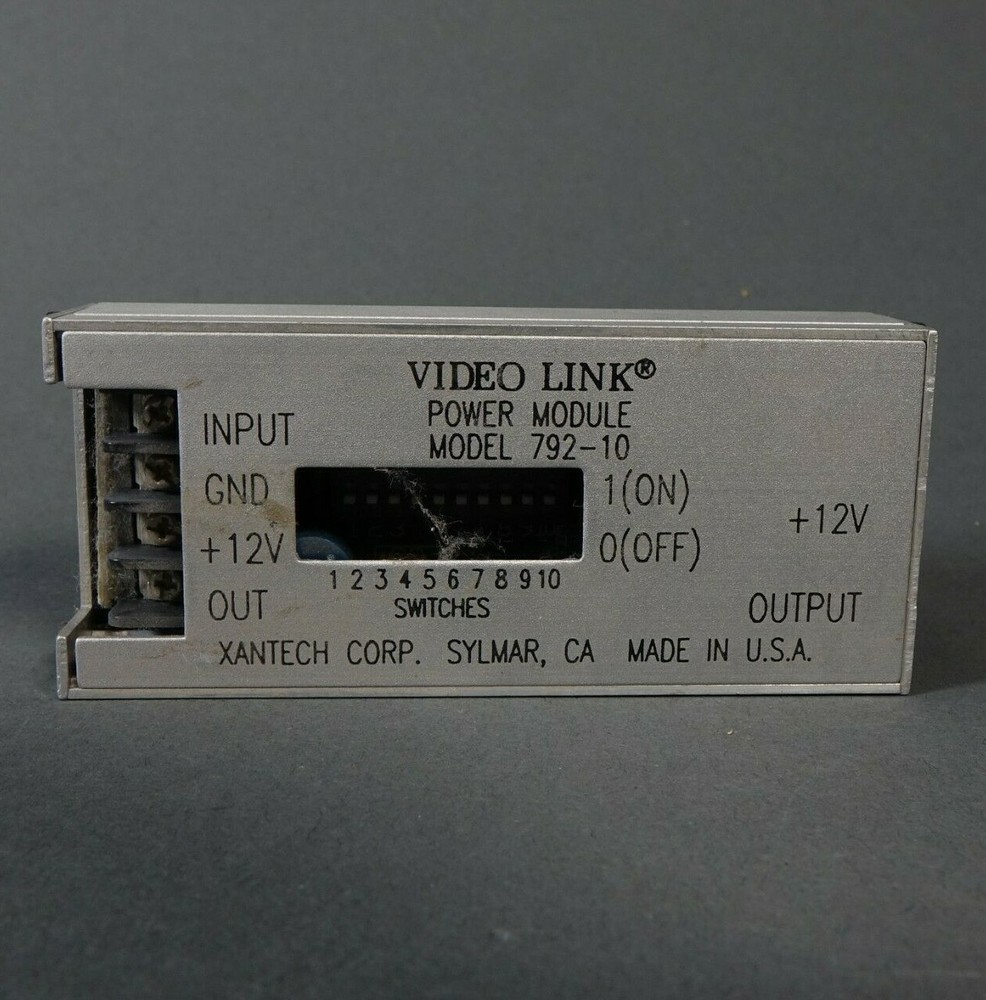 VIDEO LINK®
POWER MODULE
MODEL 792-10
INPUT
GND
+12V
OUT
1(ON)
0(OFF)
1 2 3 4 5 6 7 8 9 10
SWITCHES
+12V
OUTPUT
XANTECH CORP. SYLMAR, CA MADE IN U.S.A.